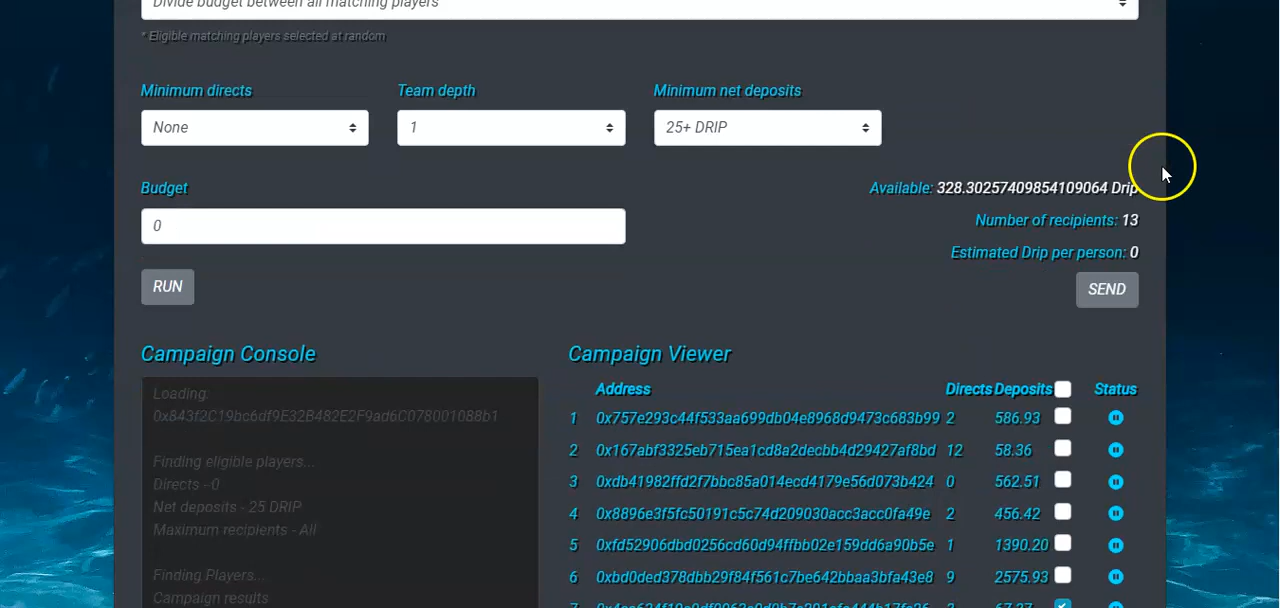 Divide budget between all matching players
* Eligible matching players selected at random
Minimum directs
Team depth
Minimum net deposits
None
1
25+ DRIP
Budget
Available: 328.30257409854109064 Drip
0
Number of recipients: 13
Estimated Drip per person: 0
RUN
SEND
Campaign Console
Campaign Viewer
Loading:
0x843f2C19bc6df9E32B482E2F9ad6C078001088b1
Finding eligible players...
Directs - 0
Net deposits - 25 DRIP
Maximum recipients - All
Finding Players...
Campaign results
Address Directs Deposits Status
1 0x757e293c44f533aa699db04e8968d9473c683b99 2 586.93
2 0x167abf3325eb715ea1cd8a2decbb4d29427af8bd 12 58.36
3 0xdb41982ffd2f7bbc85a014ecd4179e56d073b424 0 562.51
4 0x8896e3f5fc50191c5c74d209030acc3acc0fa49e 2 456.42
5 0xfd52906dbd0256cd60d94ffbb02e159dd6a90b5e 1 1390.20
6 0xbd0ded378dbb29f84f561c7be642bbaa3bfa43e8 9 2575.93